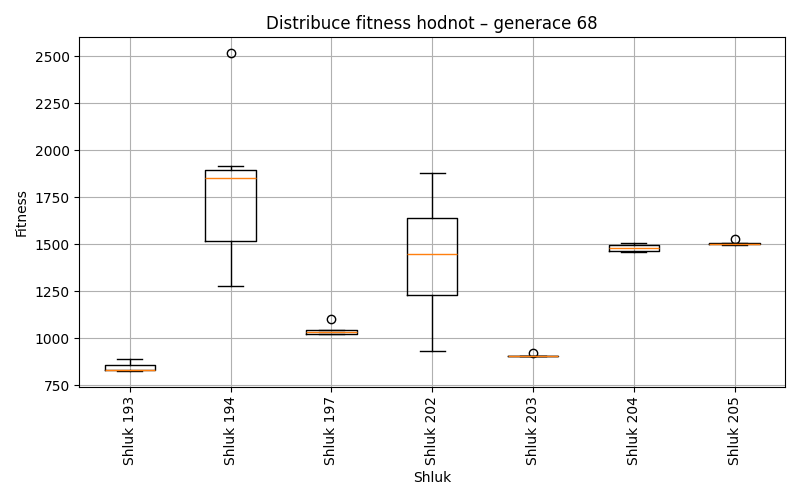 Distribuce fitness hodnot – generace 68
Fitness
2500
2250
2000
1750
1500
1250
1000
750
Shluk 193
Shluk 194
Shluk 197
Shluk 202
Shluk 203
Shluk 204
Shluk 205
Shluk